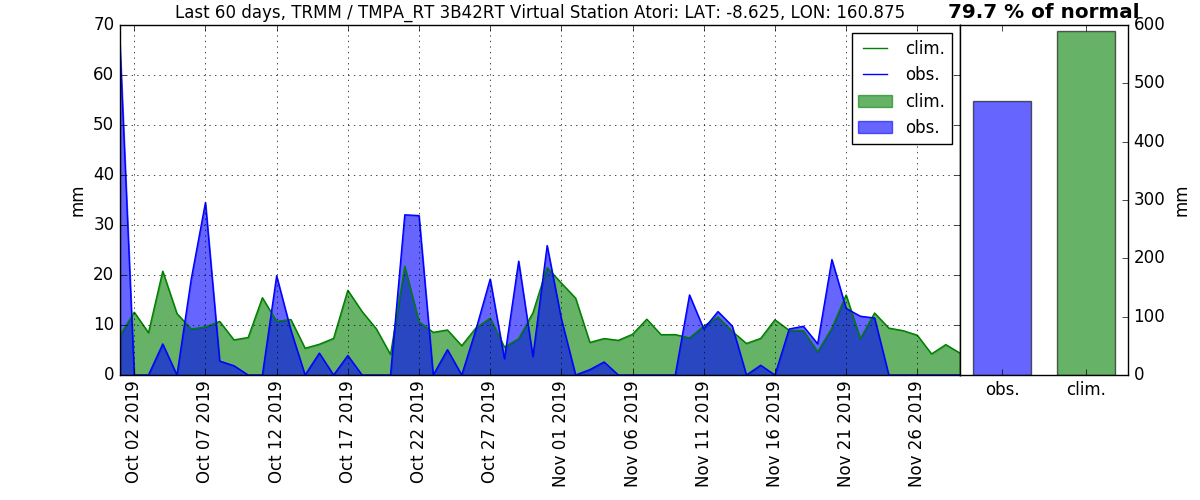 Last 60 days, TRMM / TMPA_RT 3B42RT Virtual Station Atori: LAT: -8.625, LON: 160.875
79.7 % of normal
70
60
50
40
30
20
10
0
mm
clim.
obs.
clim.
obs.
600
500
400
300
200
100
0
mm
obs.
clim.
Oct 02 2019
Oct 07 2019
Oct 12 2019
Oct 17 2019
Oct 22 2019
Oct 27 2019
Nov 01 2019
Nov 06 2019
Nov 11 2019
Nov 16 2019
Nov 21 2019
Nov 26 2019